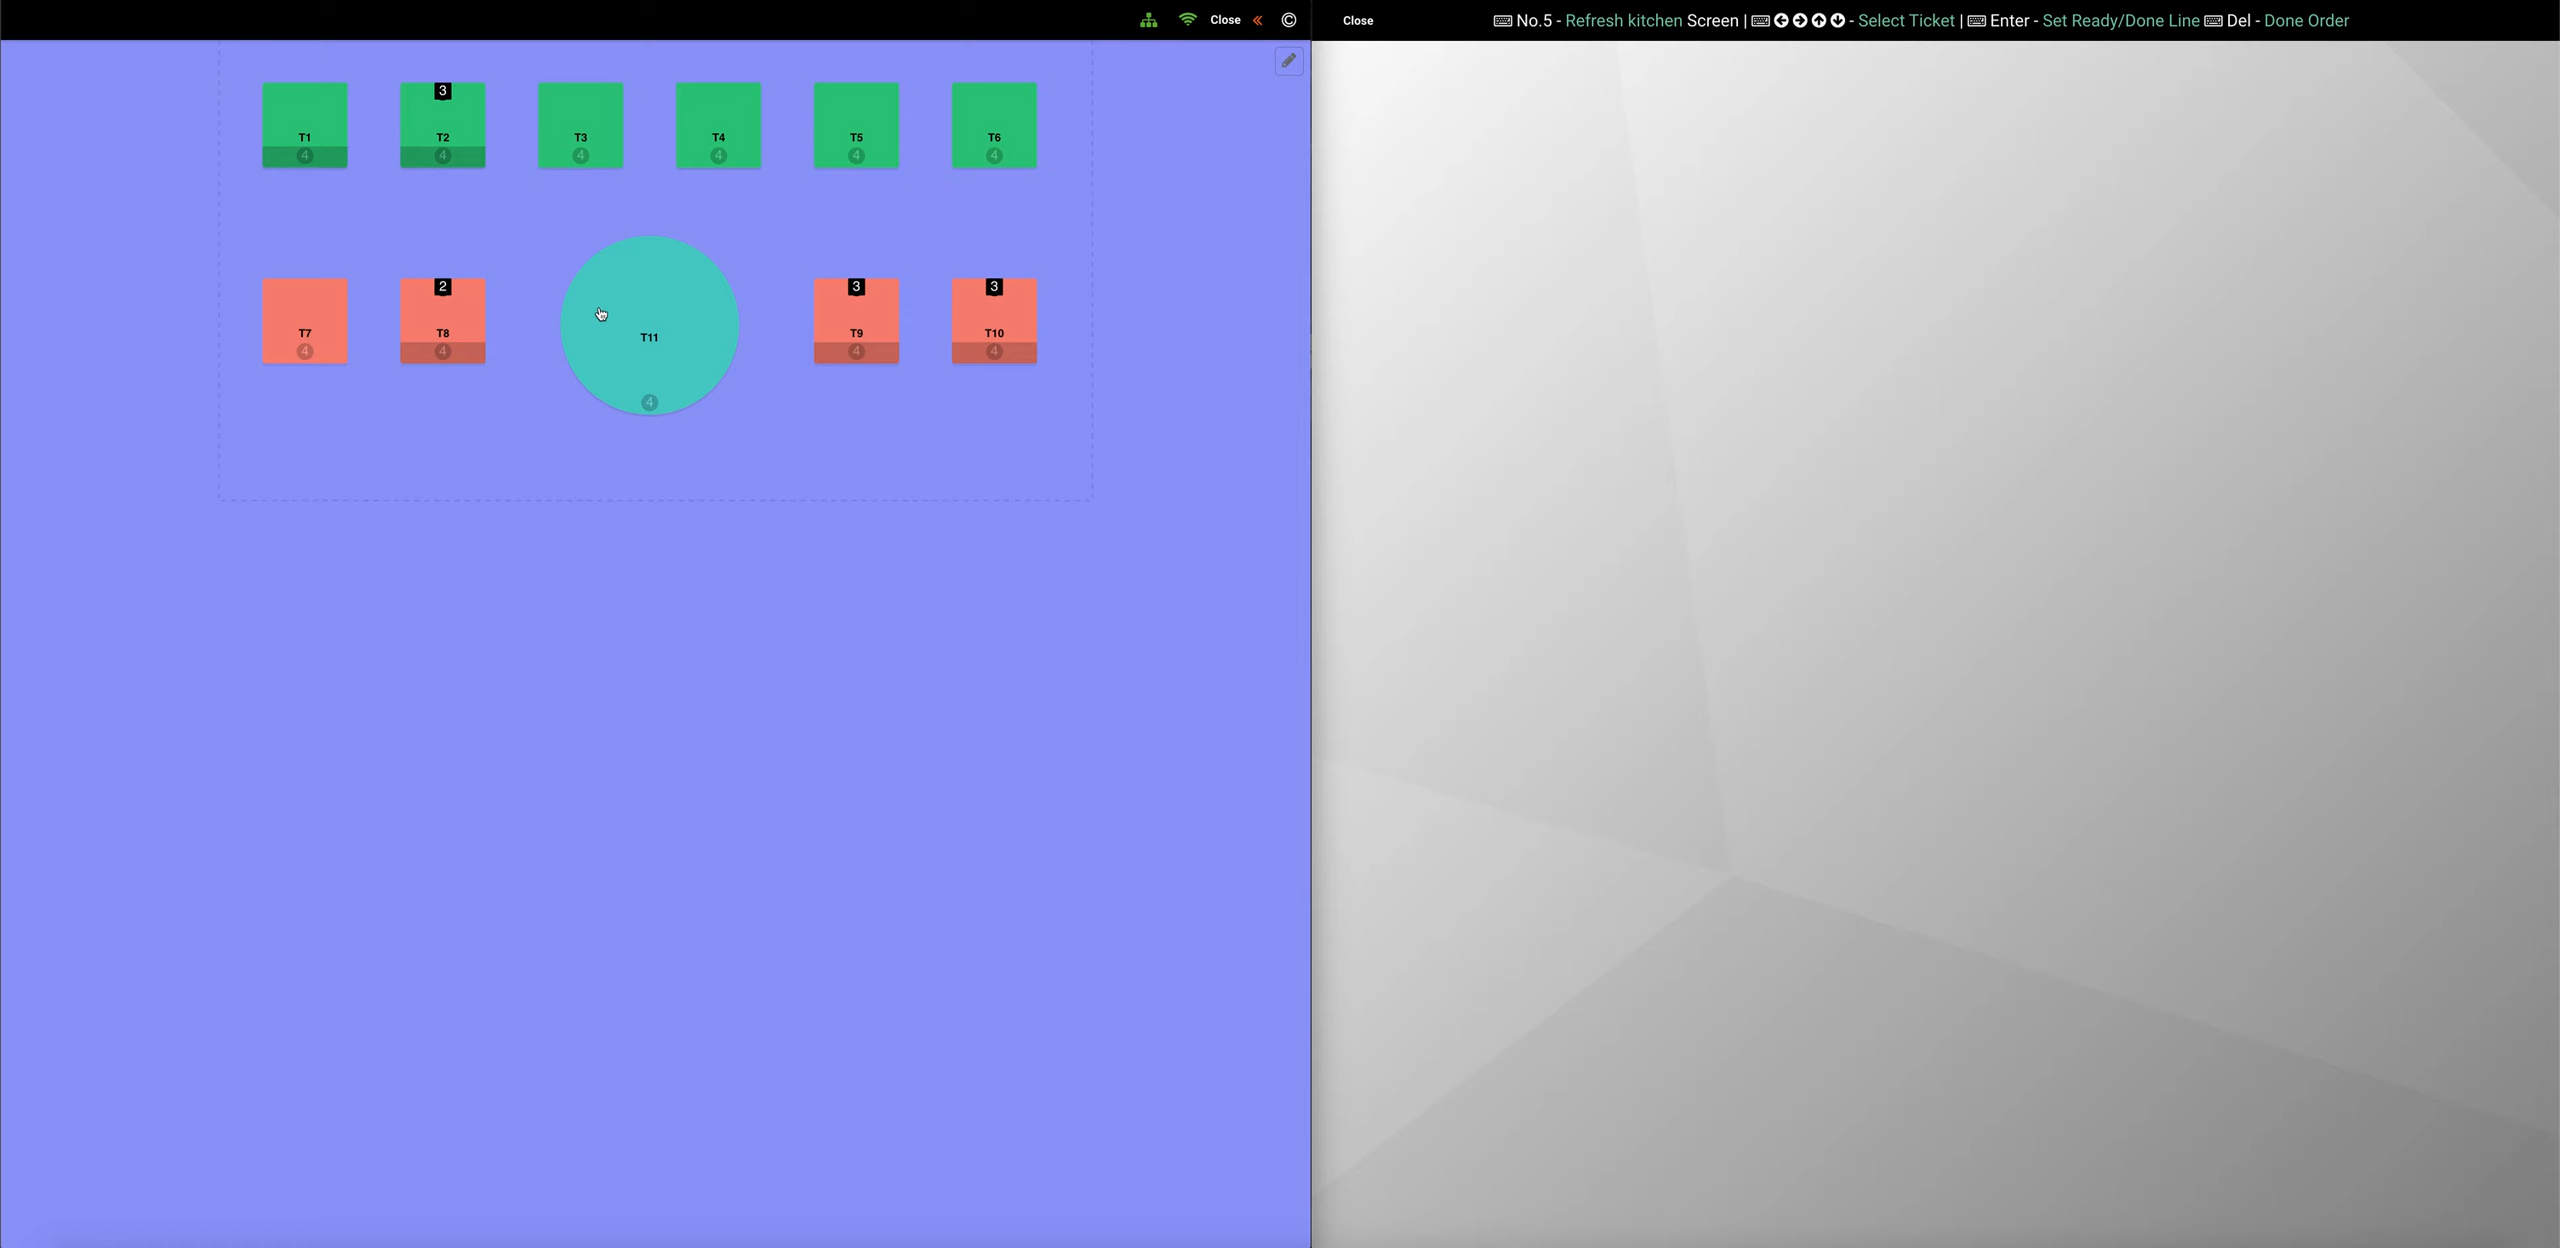 Close
Close
No.5 - Refresh kitchen Screen | - Select Ticket | Enter - Set Ready/Done Line Del - Done Order
3
T1 T2 T3 T4 T5 T6
4 4 4 4 4 4
2 3 3
T7 T8 T11 T9 T10
4 4 4 4
4